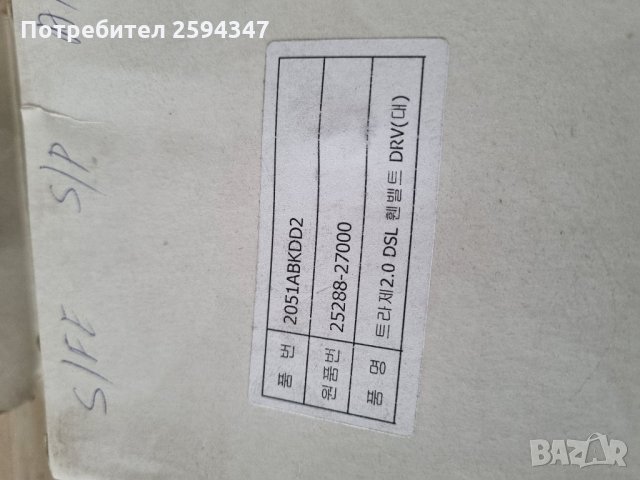 Потребител 2594347
S/P
S/FE
품 번 2051ABKDD2
원품번 25288-27000
품 명 트라제2.0 DSL 휀벨트 DRV(대)
BAZAR